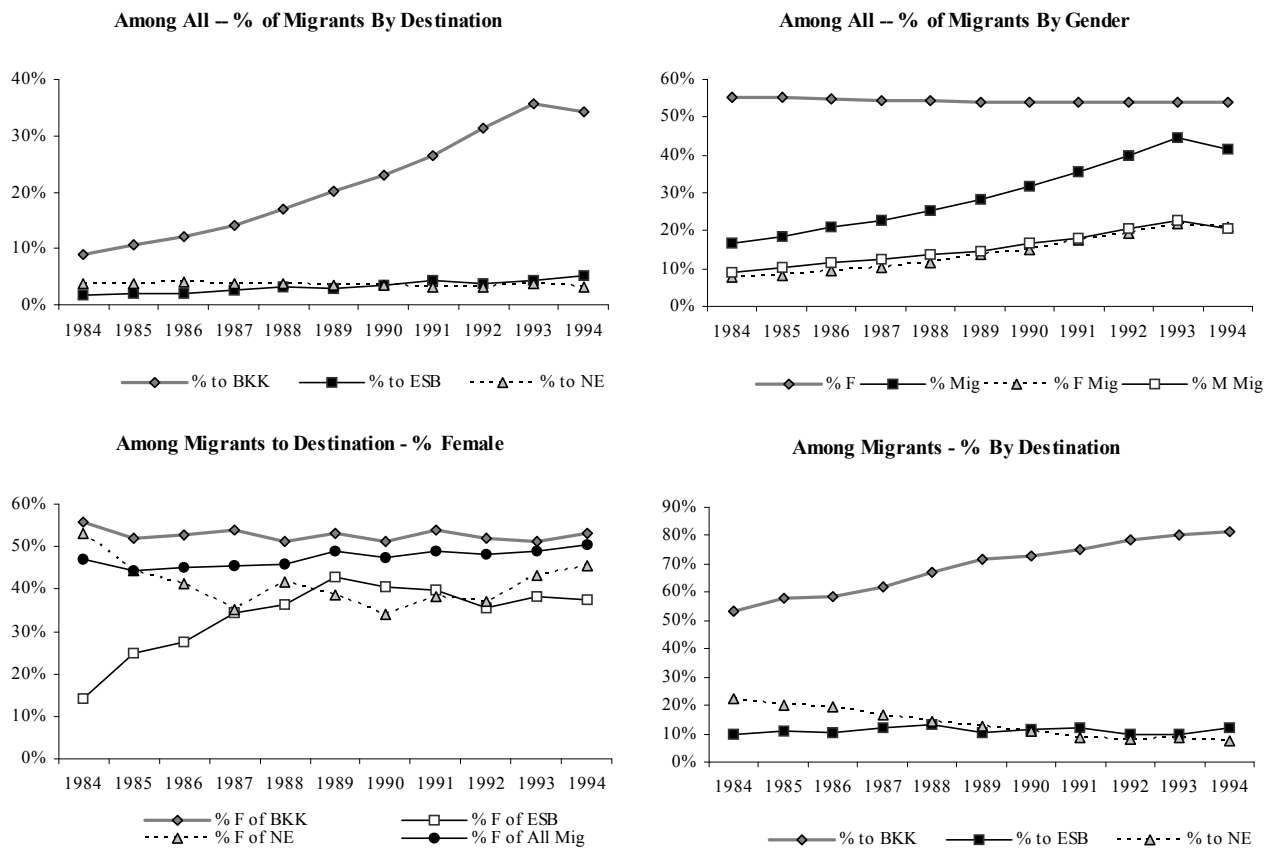 Among All -- % of Migrants By Destination
40%
30%
20%
10%
0%
1984 1985 1986 1987 1988 1989 1990 1991 1992 1993 1994
% to BKK % to ESB % to NE
Among All -- % of Migrants By Gender
60%
50%
40%
30%
20%
10%
0%
1984 1985 1986 1987 1988 1989 1990 1991 1992 1993 1994
% F % Mig % F Mig % M Mig
Among Migrants to Destination - % Female
60%
50%
40%
30%
20%
10%
0%
1984 1985 1986 1987 1988 1989 1990 1991 1992 1993 1994
% F of BKK % F of ESB
% F of NE % F of All Mig
Among Migrants - % By Destination
90%
80%
70%
60%
50%
40%
30%
20%
10%
0%
1984 1985 1986 1987 1988 1989 1990 1991 1992 1993 1994
% to BKK % to ESB % to NE